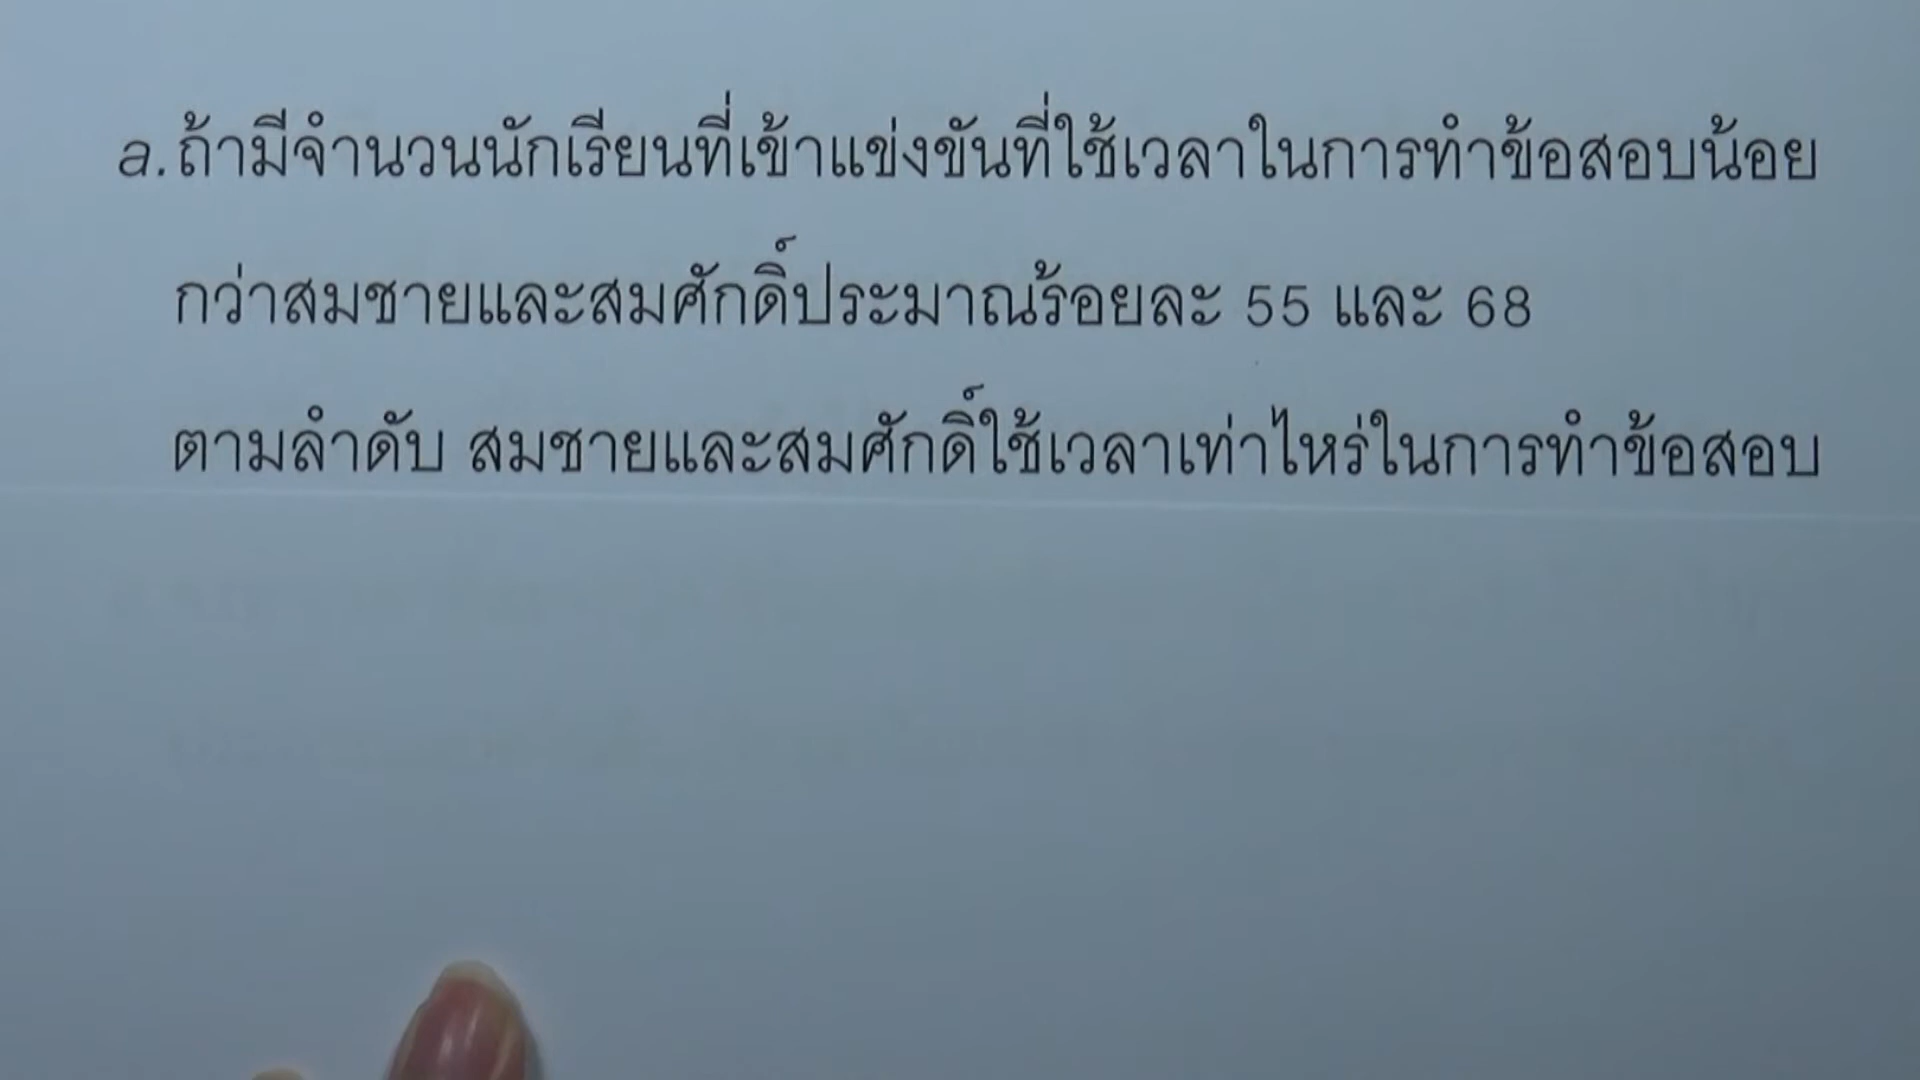 a. ถ้ามีจำนวนนักเรียนที่เข้าแข่งขันที่ใช้เวลาในการทำข้อสอบน้อย
กว่าสมชายและสมศักดิ์ประมาณร้อยละ 55 และ 68
ตามลำดับ สมชายและสมศักดิ์ใช้เวลาเท่าไหร่ในการทำข้อสอบ